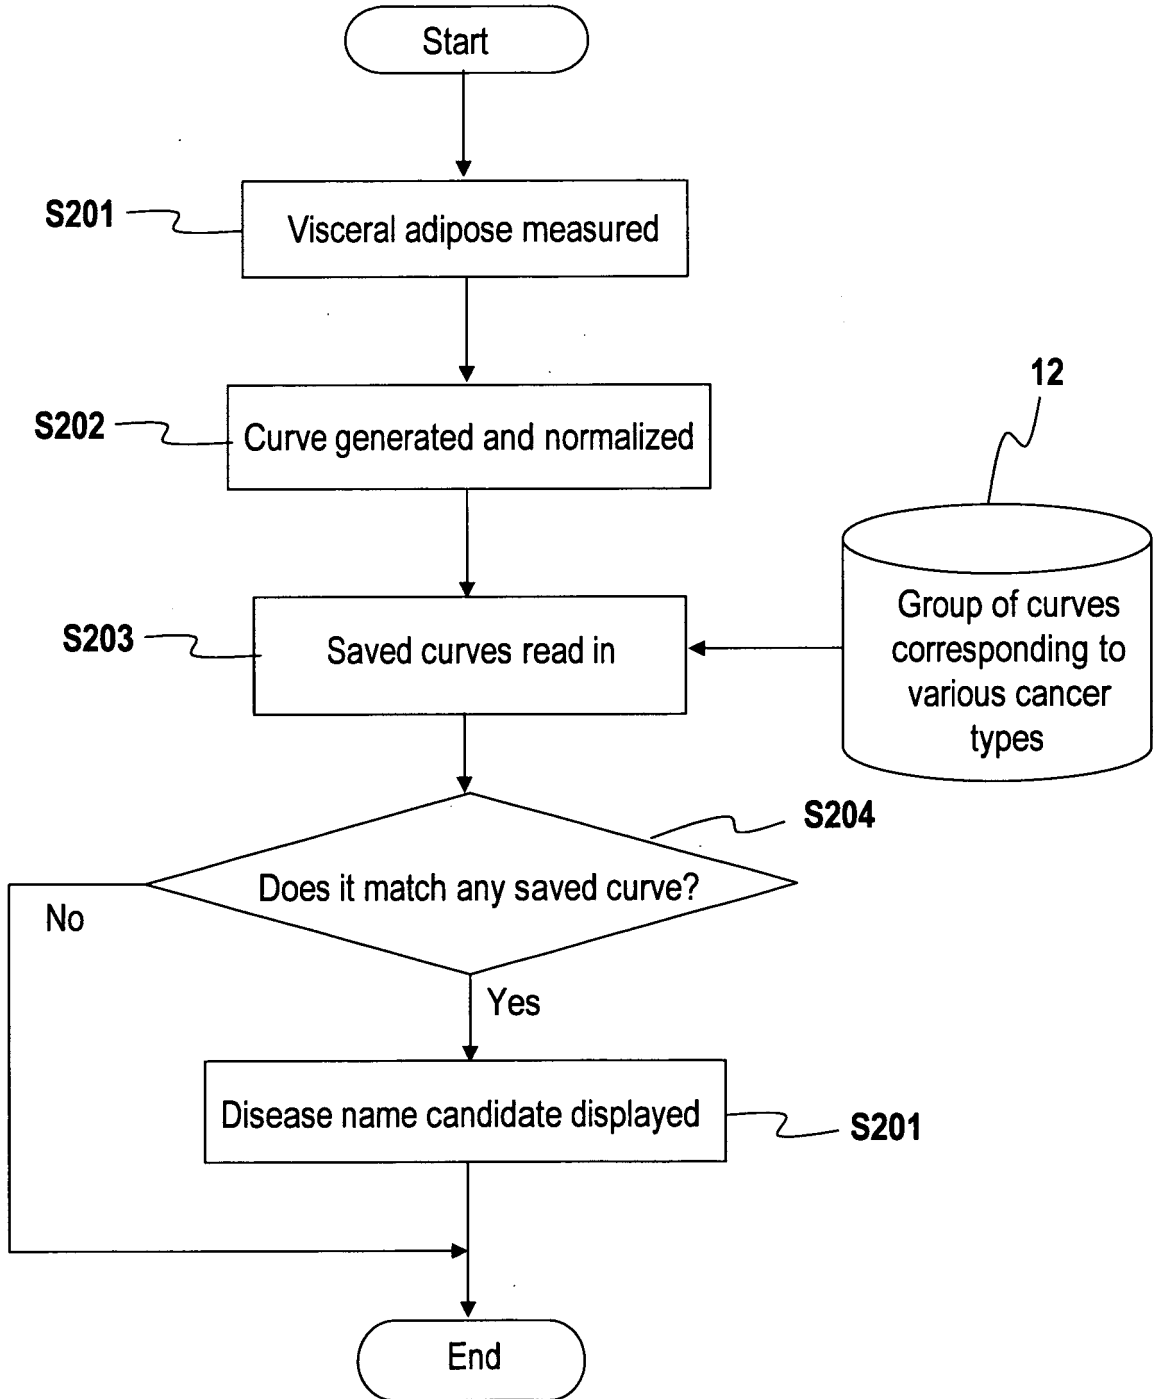 Start
S201
Visceral adipose measured
S202
Curve generated and normalized
12
S203
Saved curves read in
Group of curves
corresponding to
various cancer
types
S204
Does it match any saved curve?
No
Yes
Disease name candidate displayed
S201
End